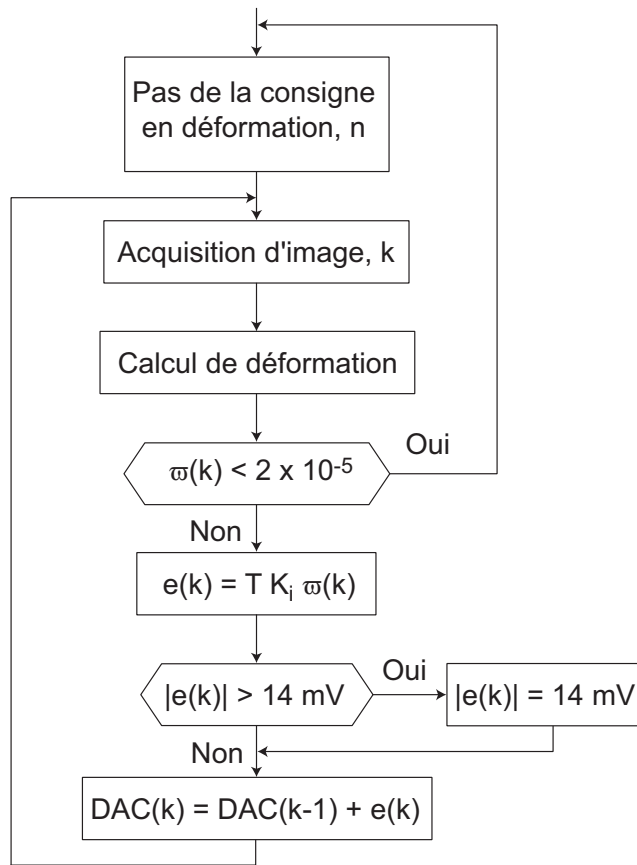 Pas de la consigne
en déformation, n
Acquisition d'image, k
Calcul de déformation
ϖ(k) < 2 x 10⁻⁵
Oui
Non
e(k) = T Kᵢ ϖ(k)
|e(k)| > 14 mV
Oui
|e(k)| = 14 mV
Non
DAC(k) = DAC(k-1) + e(k)